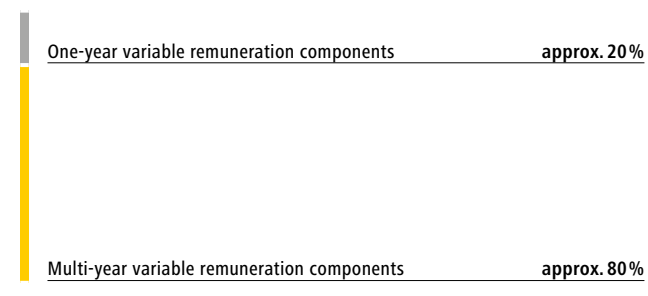 One-year variable remuneration components approx. 20%
Multi-year variable remuneration components approx. 80%